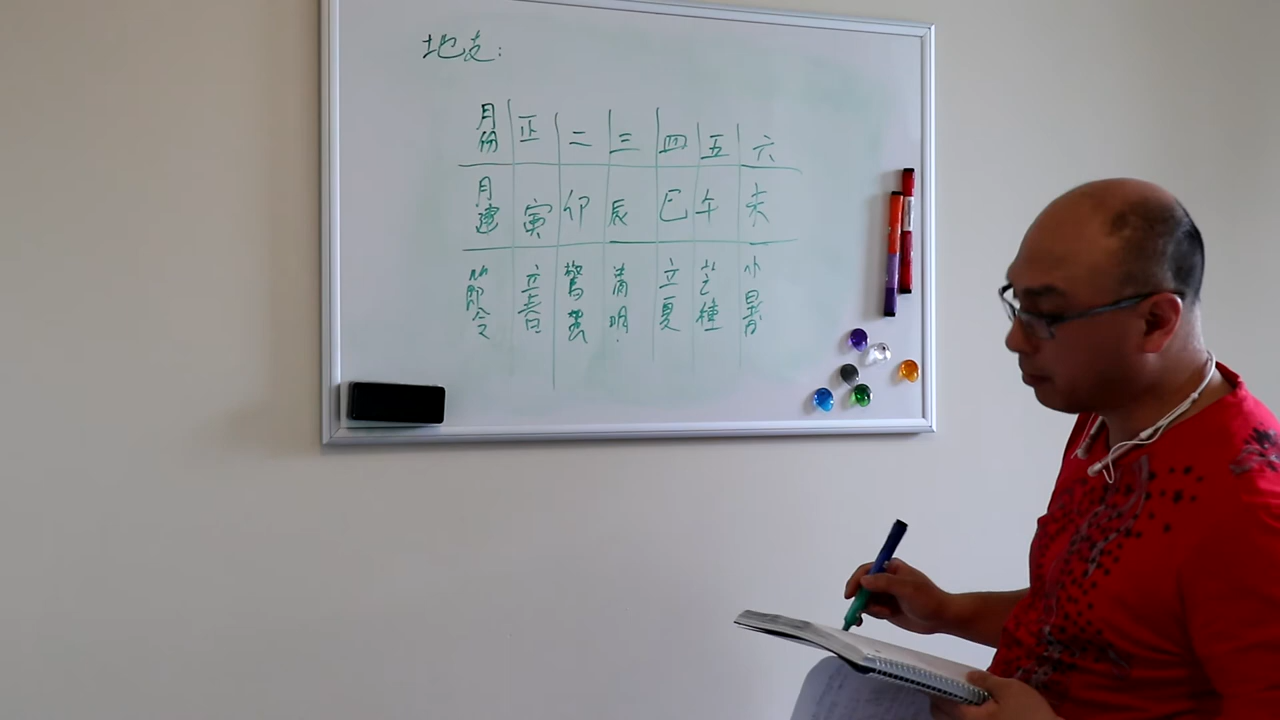 地支:
月份 正 二 三 四 五 六
月建 寅 卯 辰 巳 午 未
節令 立春 驚蟄 清明 立夏 芒種 小暑